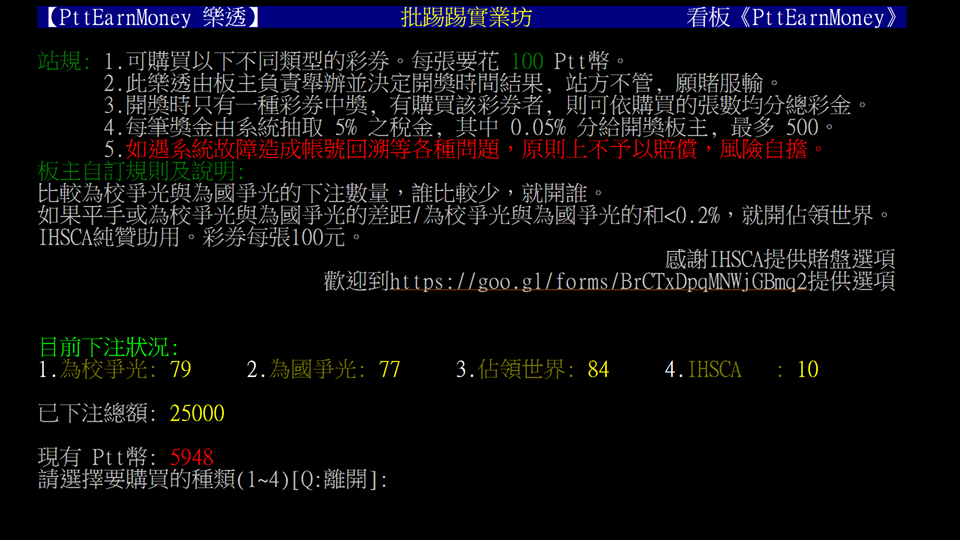 【PttEarnMoney 樂透】 批踢踢實業坊 看板《PttEarnMoney》
站規: 1.可購買以下不同類型的彩券。每張要花 100 Ptt幣。
2.此樂透由板主負責舉辦並決定開獎時間結果, 站方不管, 願賭服輸。
3.開獎時只有一種彩券中獎, 有購買該彩券者, 則可依購買的張數均分總彩金。
4.每筆獎金由系統抽取 5% 之稅金, 其中 0.05% 分給開獎板主, 最多 500。
5.如遇系統故障造成帳號回溯等各種問題，原則上不予以賠償，風險自擔。
板主自訂規則及說明:
比較為校爭光與為國爭光的下注數量，誰比較少，就開誰。
如果平手或為校爭光與為國爭光的差距/為校爭光與為國爭光的和<0.2%，就開佔領世界。
IHSCA純贊助用。彩券每張100元。
感謝IHSCA提供賭盤選項
歡迎到https://goo.gl/forms/BrCTxDpqMNWjGBmq2提供選項
目前下注狀況:
1.為校爭光: 79 2.為國爭光: 77 3.佔領世界: 84 4.IHSCA : 10
已下注總額: 25000
現有 Ptt幣: 5948
請選擇要購買的種類(1~4)[Q:離開]: